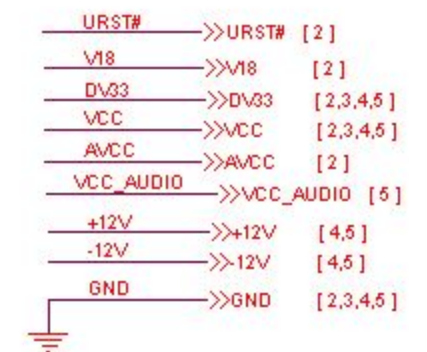 URST# >>URST# [2]
V18 >>V18 [2]
DV33 >>DV33 [2,3,4,5]
VCC >>VCC [2,3,4,5]
AVCC >>AVCC [2]
VCC_AUDIO >>VCC_AUDIO [5]
+12V >>+12V [4,5]
-12V >>-12V [4,5]
GND >>GND [2,3,4,5]